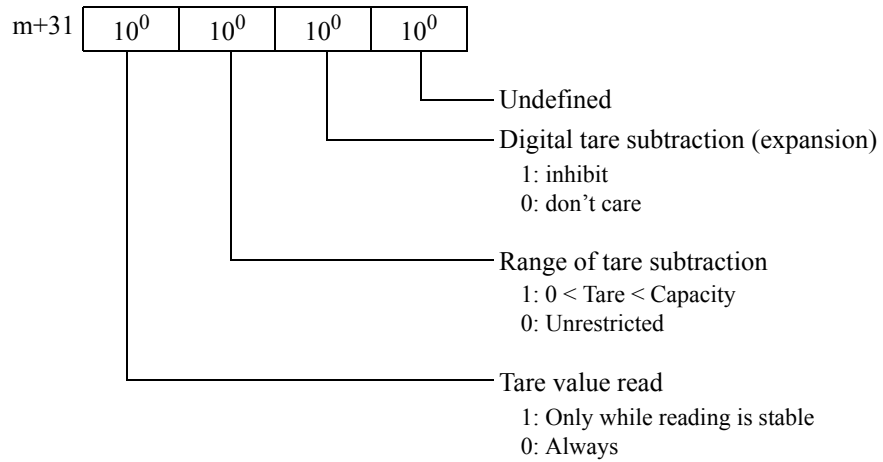 m+31 10⁰ 10⁰ 10⁰ 10⁰
Undefined
Digital tare subtraction (expansion)
1: inhibit
0: don’t care
Range of tare subtraction
1: 0 < Tare < Capacity
0: Unrestricted
Tare value read
1: Only while reading is stable
0: Always